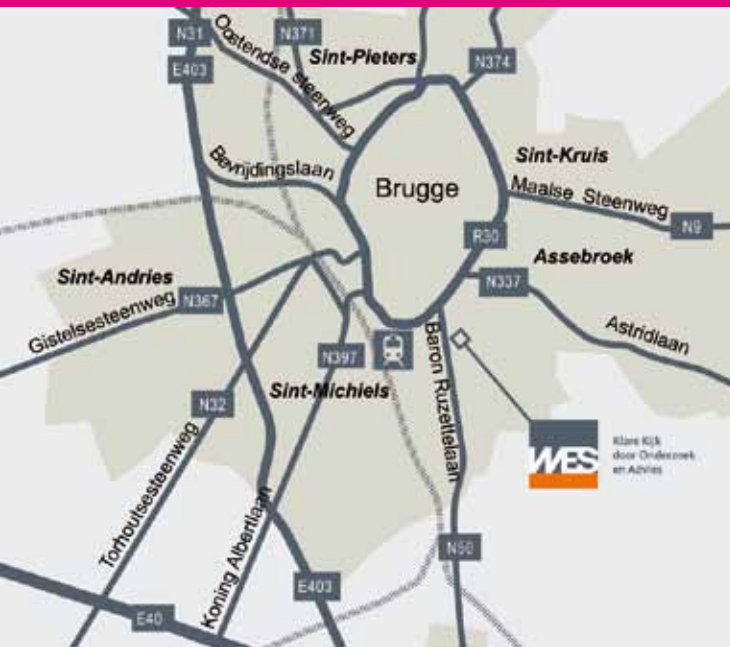 N31
N371
Oostendse steenweg
Sint-Pieters
E403
N374
Bevrijdingslaan
Sint-Kruis
Brugge
Maalse Steenweg
N9
R30
Sint-Andries
Assebroek
N367
N337
Gistelsesteenweg
Astridlaan
N397
Baron Ruzettelaan
Sint-Michiels
N32
WES
Klare Kijk
door Onderzoek
en Advies
Torhoutsesteenweg
Koning Albertlaan
N50
E403
E40